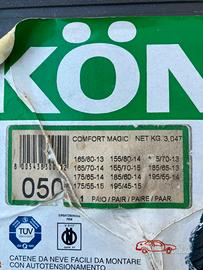 KÖN
COMFORT MAGIC NET KG. 3,047
165/80-13 155/80-14 5/70-13
165/70-14 155/70-15 165/65-15
175/65-14 185/60-14 195/55-14
175/55-15 195/45-15
050
1 PAIO / PAIR / PAIRE / PAAR
TÜV
CATENE DA NEVE FACILI DA MONTARE
CON AUTOTENSIONAMENTO